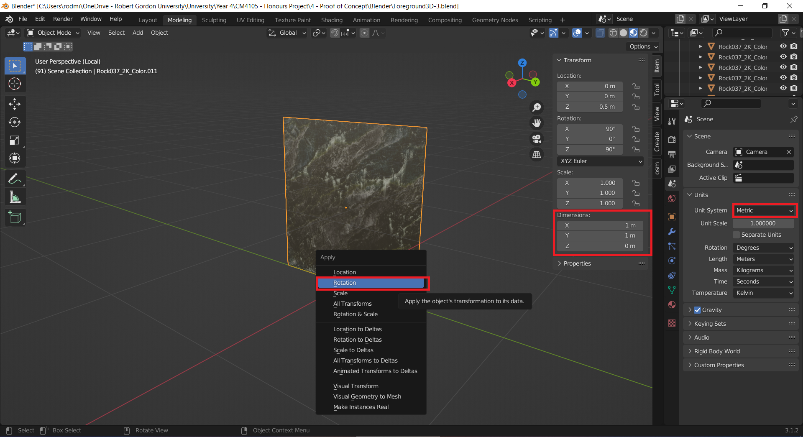 Blender* [C:\Users\rodmi\OneDrive - Robert Gordon University\University\Year 4\CM4105 - Honours Project\4 - Proof of Concept\Blender\Foreground3D-4.blend]
File Edit Render Window Help Layout Modeling Sculpting UV Editing Texture Paint Shading Animation Rendering Compositing Geometry Nodes Scripting + Scene ViewLayer
Object Mode View Select Add Object Global
Options
User Perspective (Local)
(91) Scene Collection | Rock037_2K_Color.011
Z
X Y
Transform
Location:
X 0 m
Y 0 m
Z 0.5 m
Rotation:
X 90°
Y 0°
Z 90°
XYZ Euler
Scale:
X 1.000
Y 1.000
Z 1.000
Dimensions:
X 1 m
Y 1 m
Z 0 m
Properties
Item
Tool
View
Create
Apply
Location
Rotation
Scale
All Transforms
Rotation & Scale
Location to Deltas
Rotation to Deltas
Scale to Deltas
All Transforms to Deltas
Animated Transforms to Deltas
Visual Transform
Visual Geometry to Mesh
Make Instances Real
Apply the object's transformation to its data.
Rock037_2K_Color
Rock037_2K_Color
Rock037_2K_Color
Rock037_2K_Color
Rock037_2K_Color
Scene
Scene
Camera Camera
Background S...
Active Clip
Units
Unit System Metric
Unit Scale 1.000000
Separate Units
Rotation Degrees
Length Meters
Mass Kilograms
Time Seconds
Temperature Kelvin
Gravity
Keying Sets
Audio
Rigid Body World
Custom Properties
Select Box Select Rotate View Object Context Menu 3.1.2